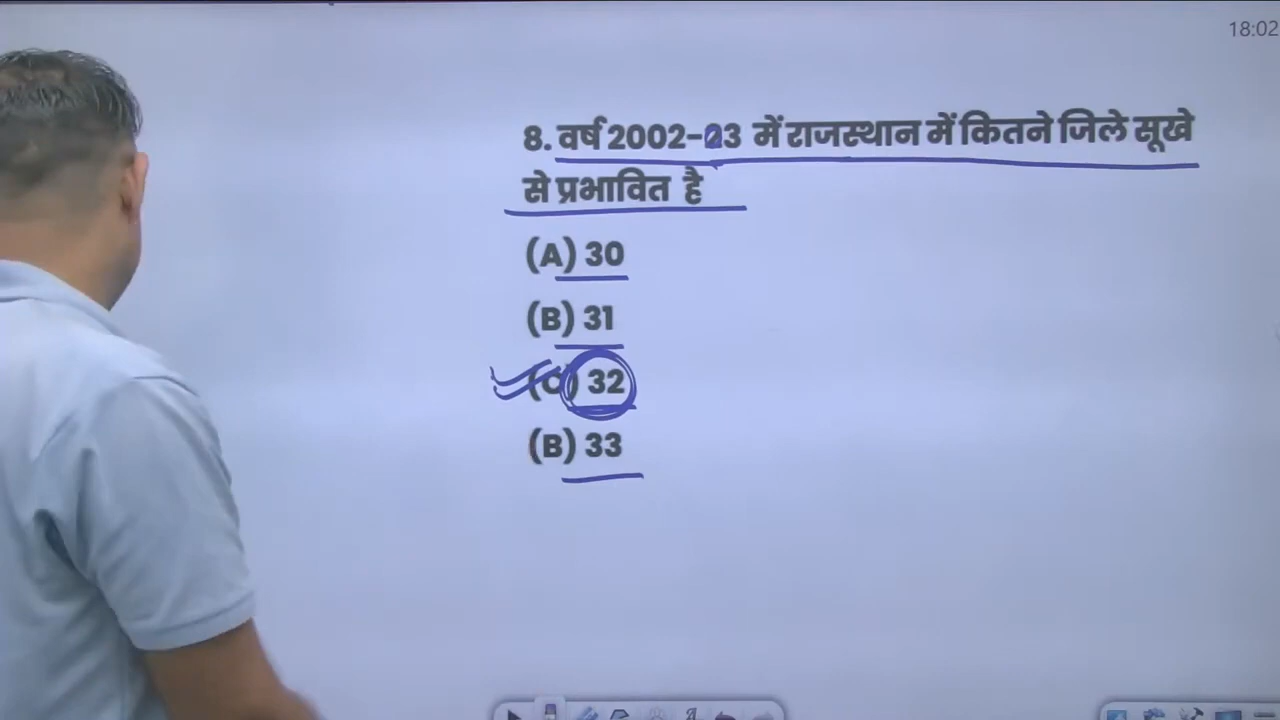 18:02
8. वर्ष 2002-03 में राजस्थान में कितने जिले सूखे
से प्रभावित है
(A) 30
(B) 31
(C) 32
(B) 33